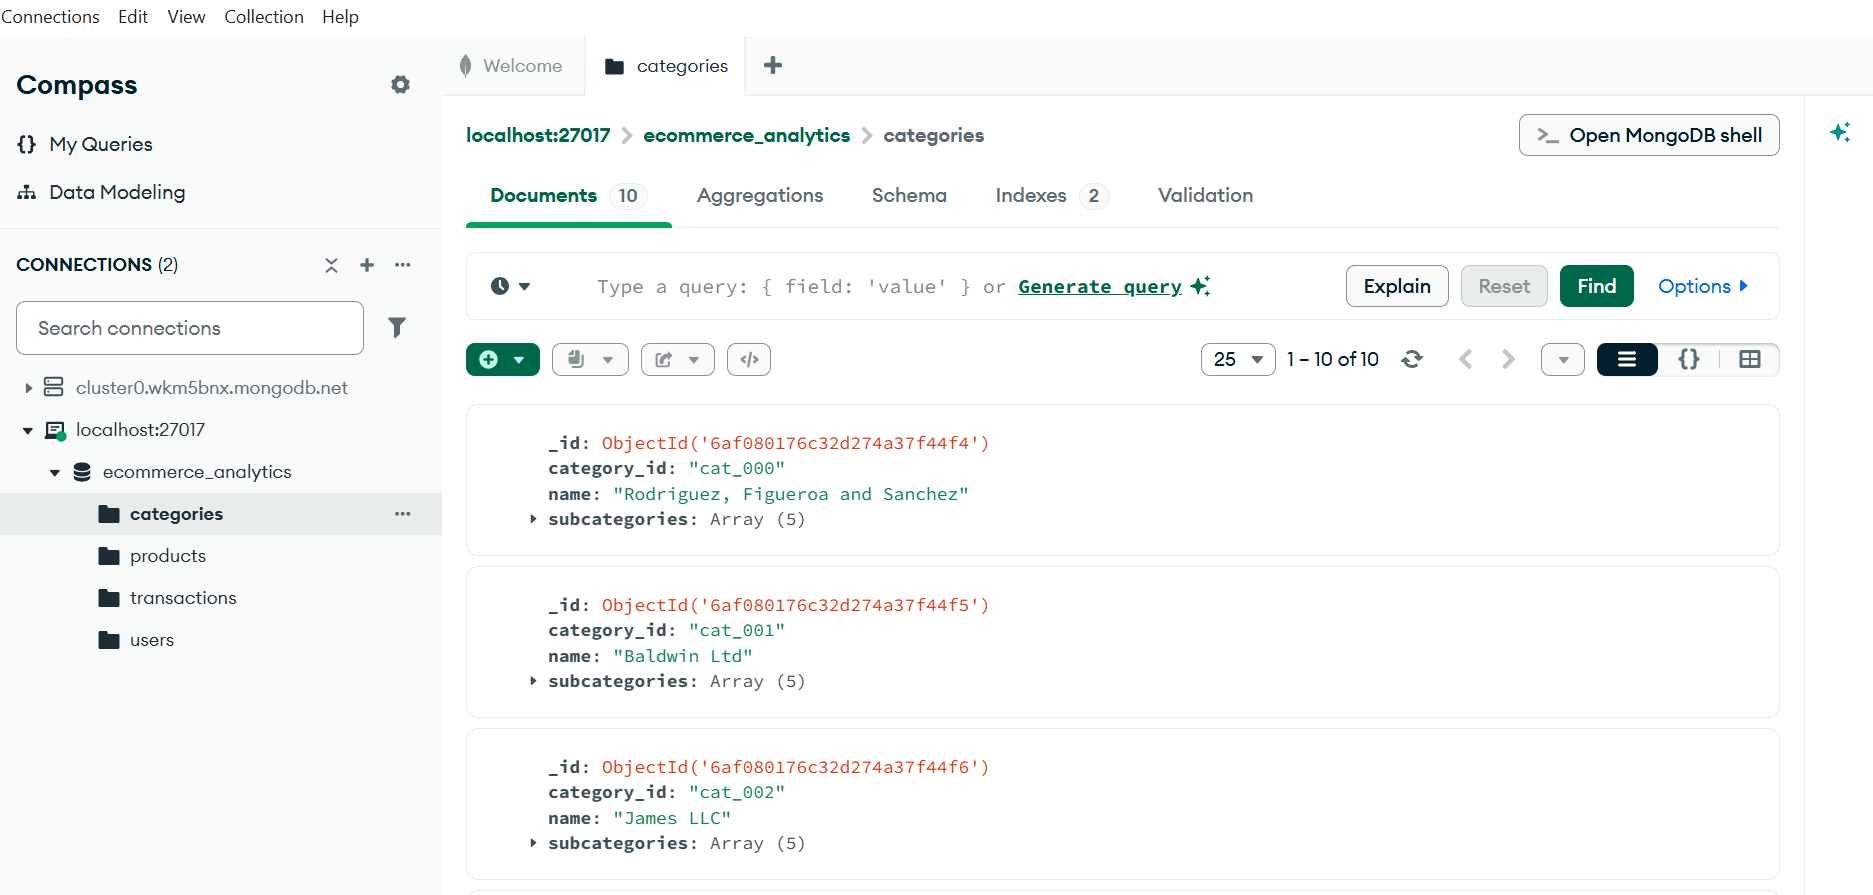 Connections Edit View Collection Help
Compass
My Queries
Data Modeling
CONNECTIONS (2)
Search connections
cluster0.wkm5bnx.mongodb.net
localhost:27017
ecommerce_analytics
categories
products
transactions
users
Welcome
categories
localhost:27017 > ecommerce_analytics > categories
>_ Open MongoDB shell
Documents 10 Aggregations Schema Indexes 2 Validation
Type a query: { field: 'value' } or Generate query
Explain Reset Find Options
25 1 – 10 of 10
_id: ObjectId('6af080176c32d274a37f44f4')
category_id: "cat_000"
name: "Rodriguez, Figueroa and Sanchez"
subcategories: Array (5)
_id: ObjectId('6af080176c32d274a37f44f5')
category_id: "cat_001"
name: "Baldwin Ltd"
subcategories: Array (5)
_id: ObjectId('6af080176c32d274a37f44f6')
category_id: "cat_002"
name: "James LLC"
subcategories: Array (5)